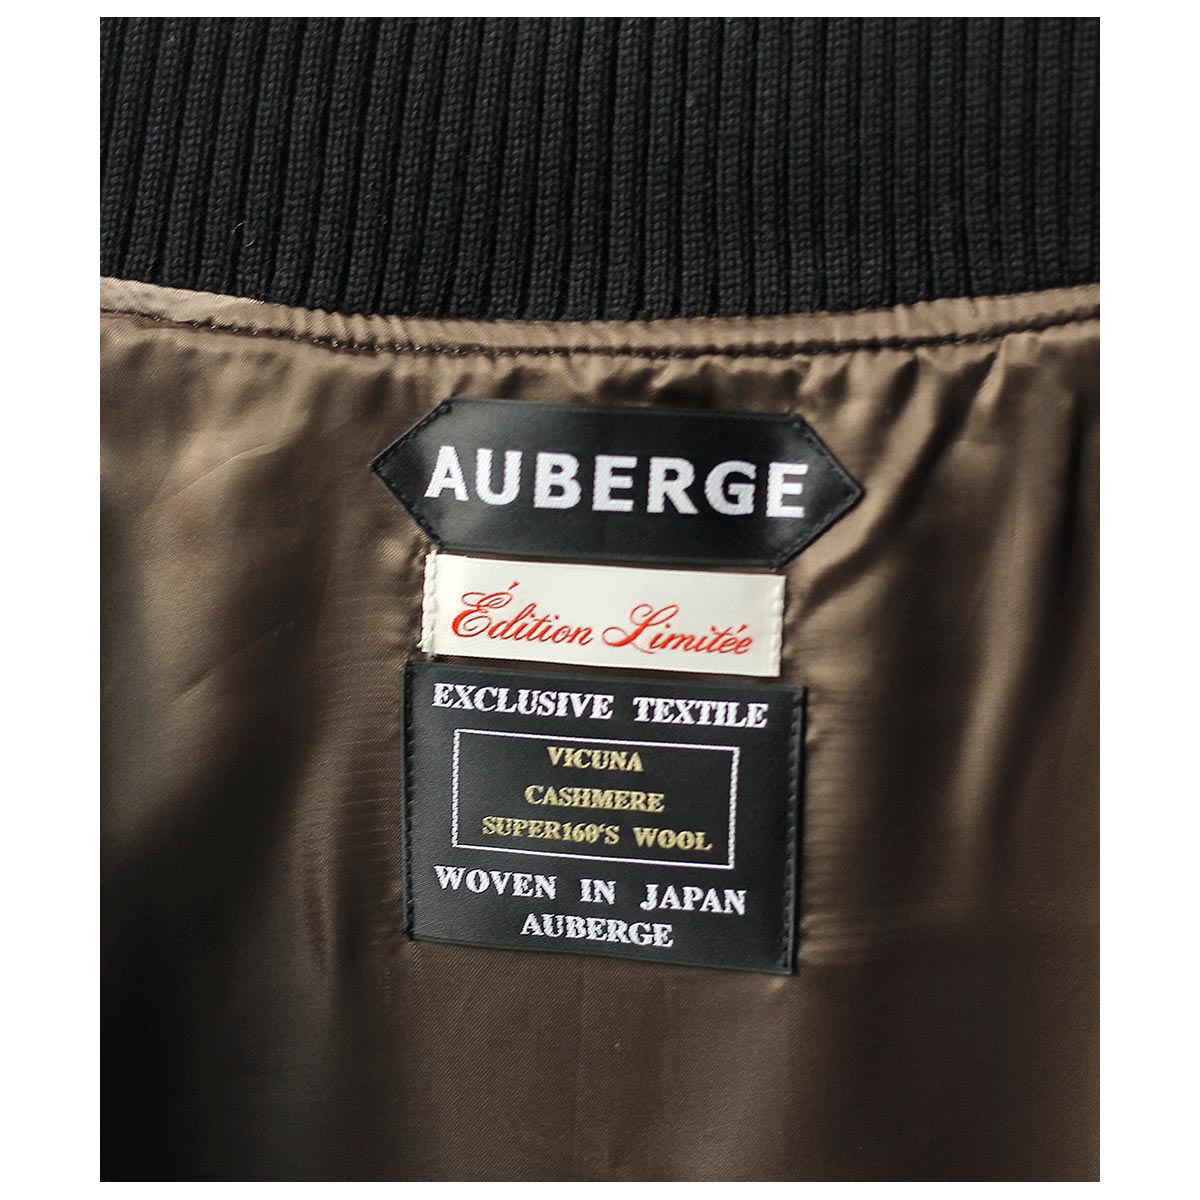 AUBERGE
Édition Limitée
EXCLUSIVE TEXTILE
VICUNA
CASHMERE
SUPER160'S WOOL
WOVEN IN JAPAN
AUBERGE